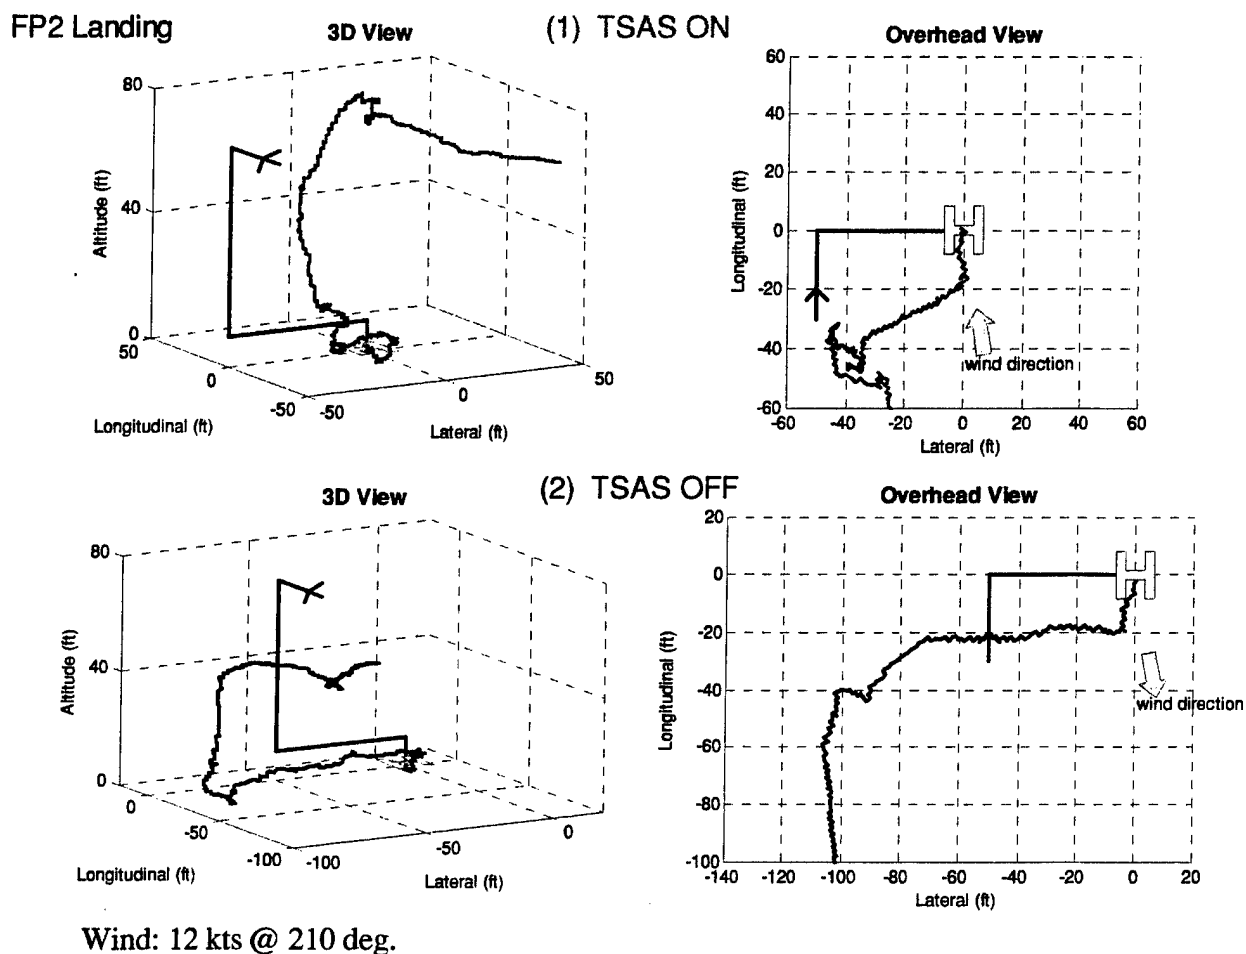 FP2 Landing
(1) TSAS ON
3D View
Overhead View
80
40
0
Altitude (ft)
50
0
-50
Longitudinal (ft)
-50
0
50
Lateral (ft)
60
40
20
0
-20
-40
-60
Longitudinal (ft)
wind direction
-60 -40 -20 0 20 40 60
Lateral (ft)
(2) TSAS OFF
3D View
Overhead View
80
40
0
Altitude (ft)
0
-50
-100
Longitudinal (ft)
-100
-50
0
Lateral (ft)
20
0
-20
-40
-60
-80
-100
Longitudinal (ft)
wind direction
-140 -120 -100 -80 -60 -40 -20 0 20
Lateral (ft)
Wind: 12 kts @ 210 deg.